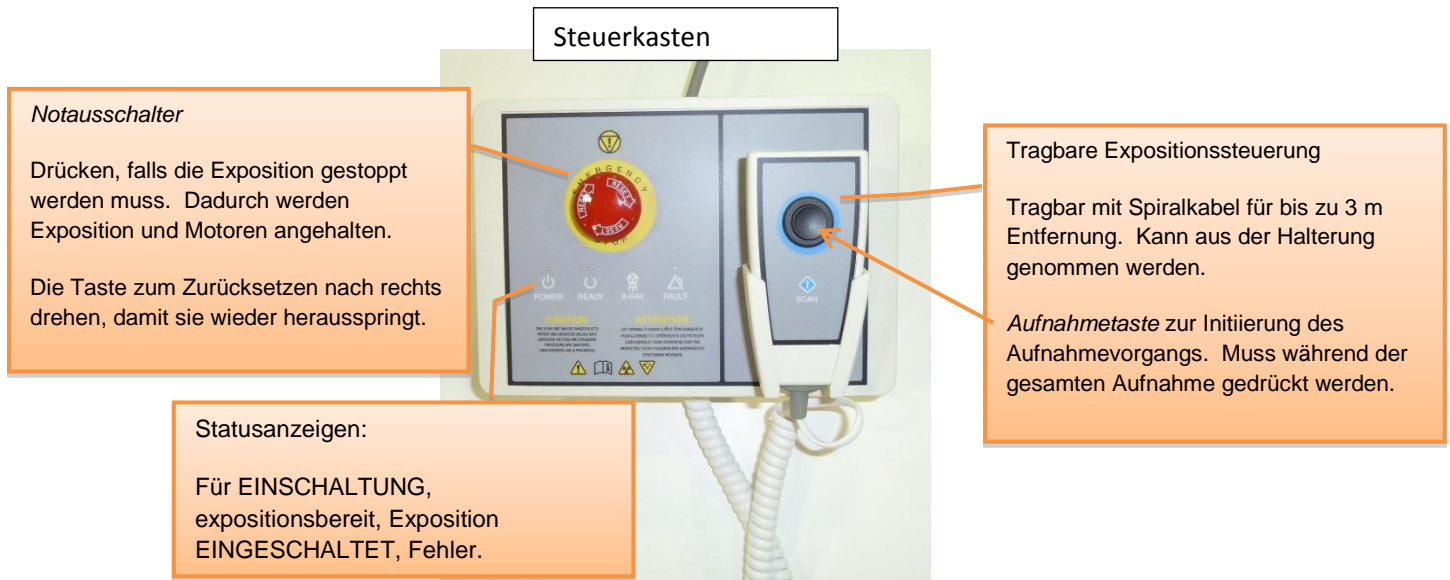 Steuerkasten
Notausschalter
Drücken, falls die Exposition gestoppt
werden muss. Dadurch werden
Exposition und Motoren angehalten.
Die Taste zum Zurücksetzen nach rechts
drehen, damit sie wieder herausspringt.
Statusanzeigen:
Für EINSCHALTUNG,
expositionsbereit, Exposition
EINGESCHALTET, Fehler.
Tragbare Expositionssteuerung
Tragbar mit Spiralkabel für bis zu 3 m
Entfernung. Kann aus der Halterung
genommen werden.
Aufnahmetaste zur Initiierung des
Aufnahmevorgangs. Muss während der
gesamten Aufnahme gedrückt werden.
EMERGENCY
STOP
RESET
RESET
RESET
POWER READY X-RAY FAULT
CAUTION ATTENTION
SCAN